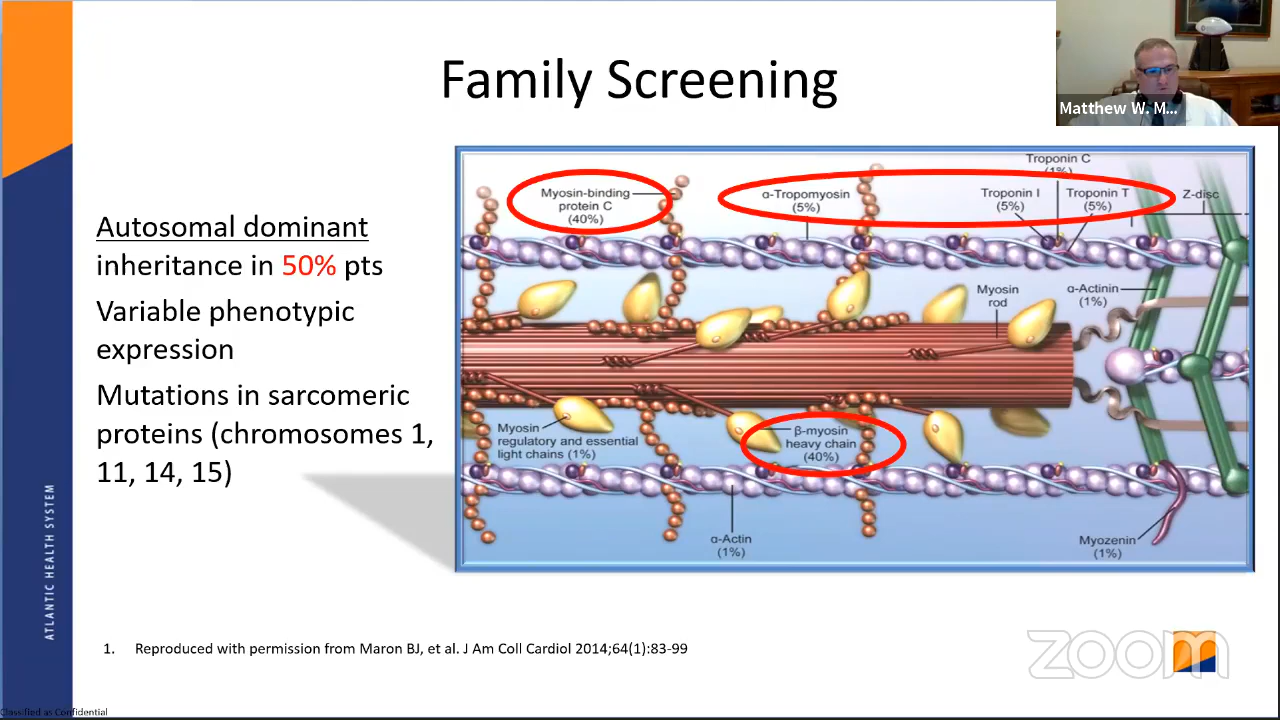 Family Screening
Matthew W. M...
Autosomal dominant
inheritance in 50% pts
Variable phenotypic
expression
Mutations in sarcomeric
proteins (chromosomes 1,
11, 14, 15)
Troponin C
(1%)
Myosin-binding
protein C
(40%)
α-Tropomyosin
(5%)
Troponin I
(5%)
Troponin T
(5%)
Z-disc
Myosin
rod
α-Actinin
(1%)
Myosin
regulatory and essential
light chains (1%)
β-myosin
heavy chain
(40%)
α-Actin
(1%)
Myozenin
(1%)
ATLANTIC HEALTH SYSTEM
1. Reproduced with permission from Maron BJ, et al. J Am Coll Cardiol 2014;64(1):83-99
zoom
Classified as Confidential